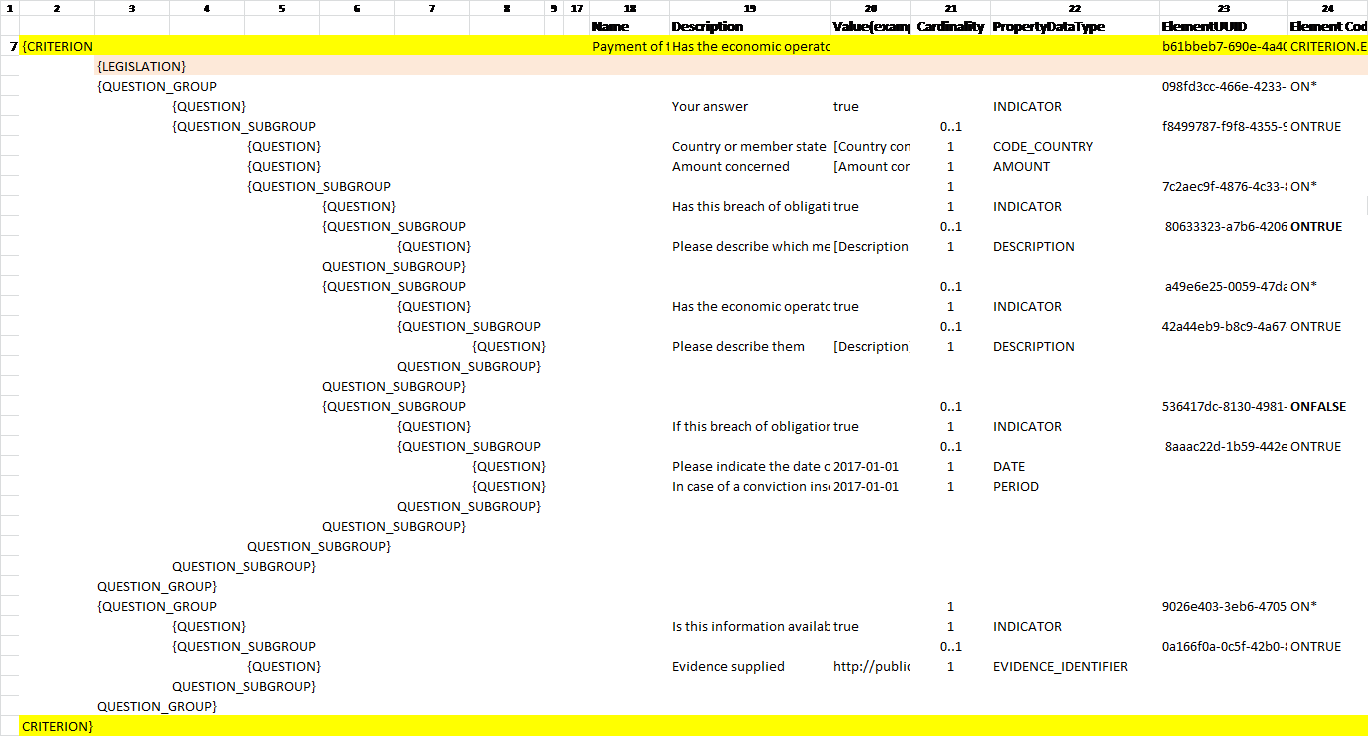 1 2 3 4 5 6 7 8 9 17 18 19 20 21 22 23 24
Name Description Value(examp Cardinality PropertyDataType ElementUUID Element Cod
7 {CRITERION Payment of t Has the economic operato b61bbeb7-690e-4a40 CRITERION.E
{LEGISLATION}
{QUESTION_GROUP 098fd3cc-466e-4233- ON*
{QUESTION} Your answer true INDICATOR
{QUESTION_SUBGROUP 0..1 f8499787-f9f8-4355-9 ONTRUE
{QUESTION} Country or member state [Country con 1 CODE_COUNTRY
{QUESTION} Amount concerned [Amount con 1 AMOUNT
{QUESTION_SUBGROUP 1 7c2aec9f-4876-4c33-8 ON*
{QUESTION} Has this breach of obligati true 1 INDICATOR
{QUESTION_SUBGROUP 0..1 80633323-a7b6-4206 ONTRUE
{QUESTION} Please describe which me [Description 1 DESCRIPTION
QUESTION_SUBGROUP}
{QUESTION_SUBGROUP 0..1 a49e6e25-0059-47da ON*
{QUESTION} Has the economic operato true 1 INDICATOR
{QUESTION_SUBGROUP 0..1 42a44eb9-b8c9-4a67 ONTRUE
{QUESTION} Please describe them [Description 1 DESCRIPTION
QUESTION_SUBGROUP}
QUESTION_SUBGROUP}
{QUESTION_SUBGROUP 0..1 536417dc-8130-4981- ONFALSE
{QUESTION} If this breach of obligation true 1 INDICATOR
{QUESTION_SUBGROUP 0..1 8aaac22d-1b59-442e ONTRUE
{QUESTION} Please indicate the date o 2017-01-01 1 DATE
{QUESTION} In case of a conviction inse 2017-01-01 1 PERIOD
QUESTION_SUBGROUP}
QUESTION_SUBGROUP}
QUESTION_SUBGROUP}
QUESTION_SUBGROUP}
QUESTION_GROUP}
{QUESTION_GROUP 1 9026e403-3eb6-4705 ON*
{QUESTION} Is this information availab true 1 INDICATOR
{QUESTION_SUBGROUP 0..1 0a166f0a-0c5f-42b0-8 ONTRUE
{QUESTION} Evidence supplied http://public 1 EVIDENCE_IDENTIFIER
QUESTION_SUBGROUP}
QUESTION_GROUP}
CRITERION}